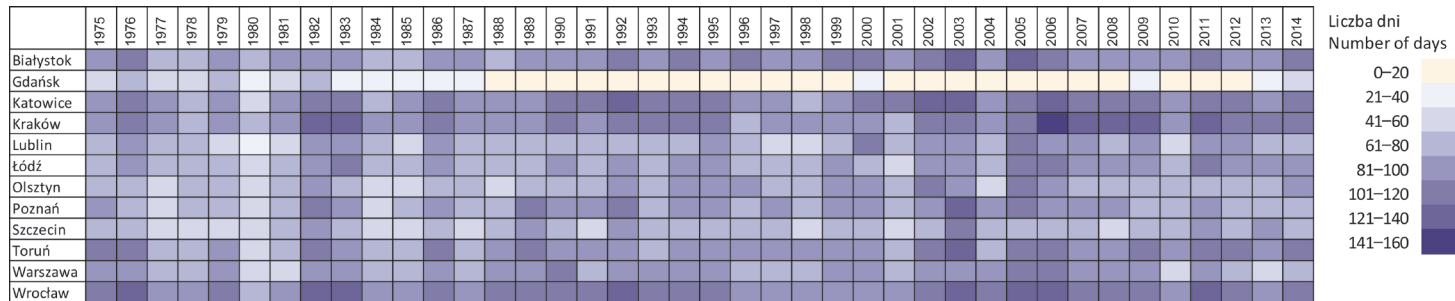 1975 1976 1977 1978 1979 1980 1981 1982 1983 1984 1985 1986 1987 1988 1989 1990 1991 1992 1993 1994 1995 1996 1997 1998 1999 2000 2001 2002 2003 2004 2005 2006 2007 2008 2009 2010 2011 2012 2013 2014
Białystok
Gdańsk
Katowice
Kraków
Lublin
Łódź
Olsztyn
Poznań
Szczecin
Toruń
Warszawa
Wrocław
Liczba dni
Number of days
0–20
21–40
41–60
61–80
81–100
101–120
121–140
141–160